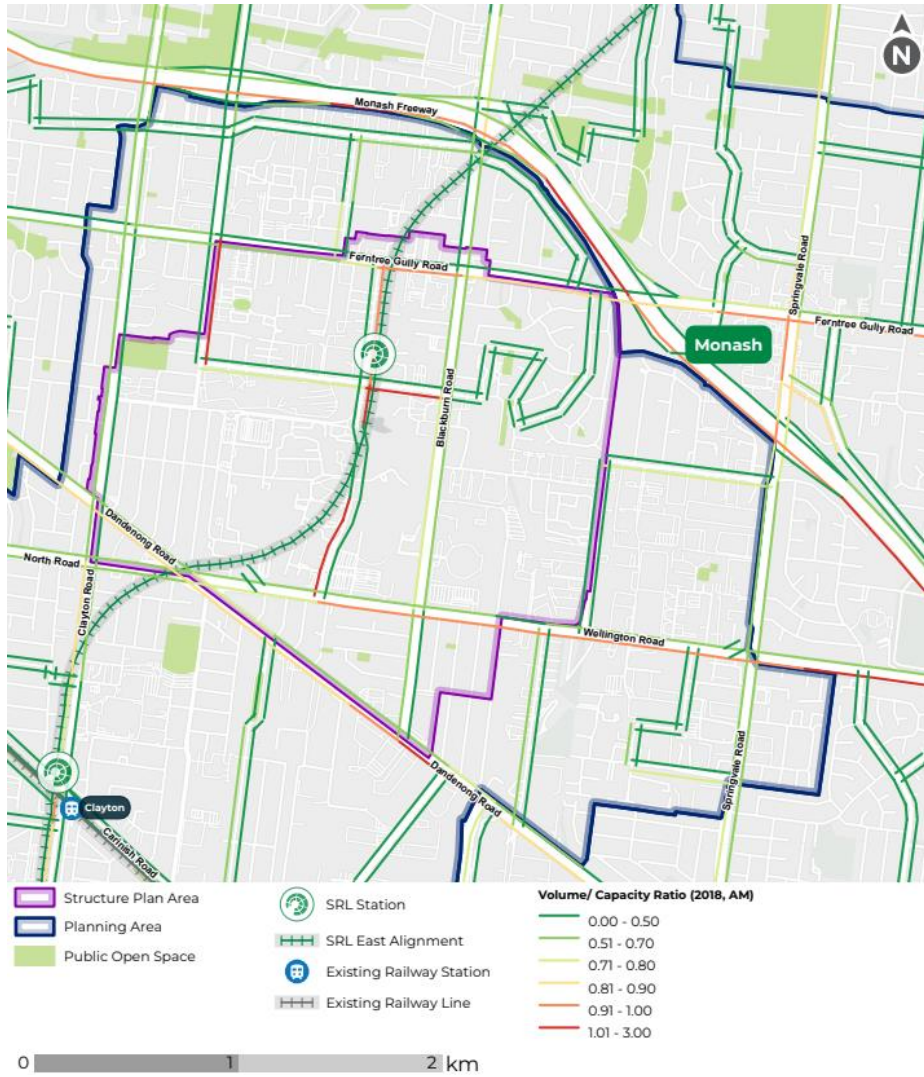 N
Monash Freeway
Springvale Road
Ferntree Gully Road
Ferntree Gully Road
Monash
Blackburn Road
Dandenong Road
North Road
Clayton Road
Wellington Road
Springvale Road
Dandenong Road
Clayton
Carinish Road
Structure Plan Area
Planning Area
Public Open Space
SRL Station
SRL East Alignment
Existing Railway Station
Existing Railway Line
Volume/ Capacity Ratio (2018, AM)
0.00 - 0.50
0.51 - 0.70
0.71 - 0.80
0.81 - 0.90
0.91 - 1.00
1.01 - 3.00
0 1 2 km